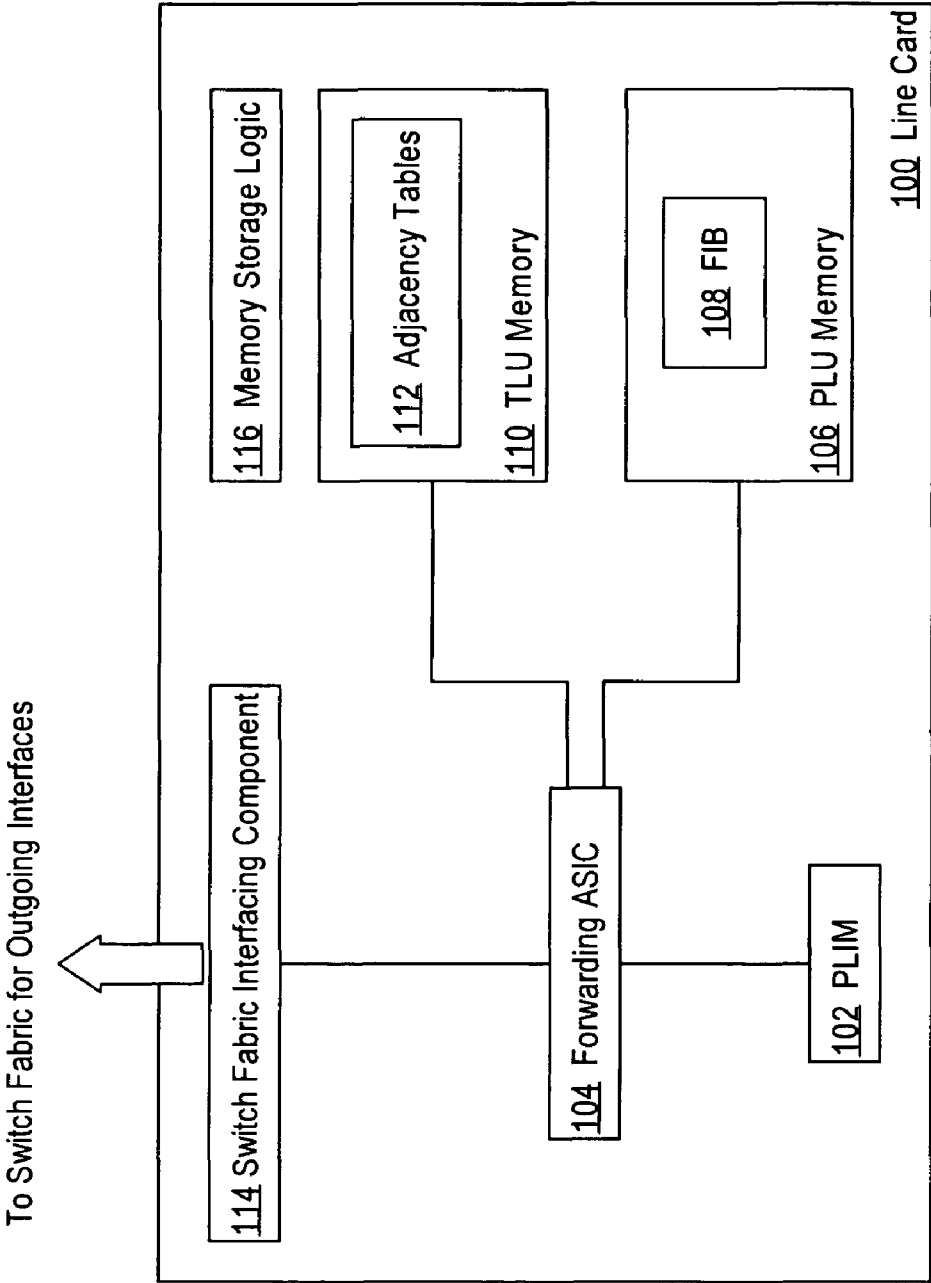 To Switch Fabric for Outgoing Interfaces
114 Switch Fabric Interfacing Component
116 Memory Storage Logic
112 Adjacency Tables
110 TLU Memory
104 Forwarding ASIC
108 FIB
106 PLU Memory
102 PLIM
100 Line Card